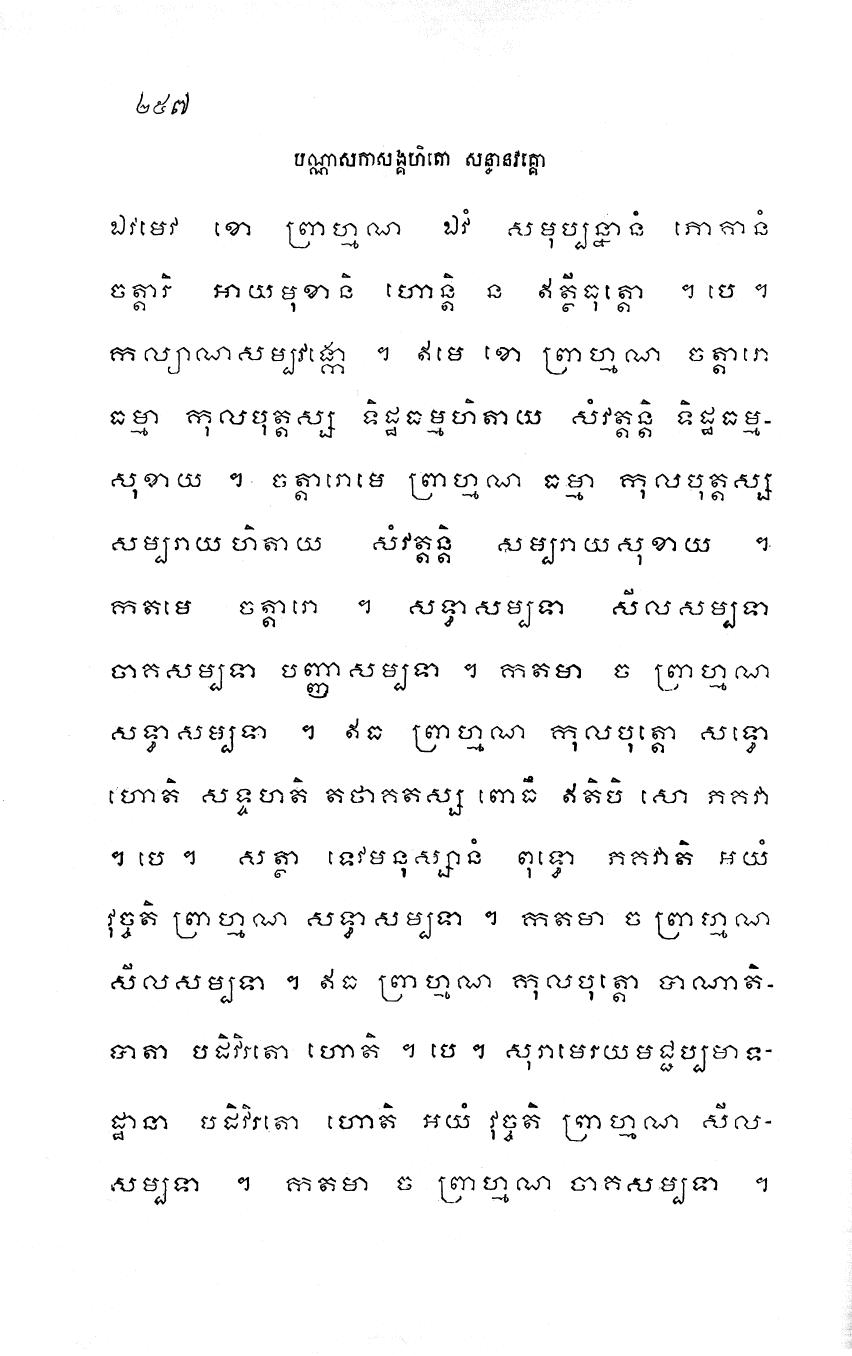 ២៥៧
បណ្ណាសកាសង្គហិតោ សន្ធានវគ្គោ
ឯវមេវ ខោ ព្រាហ្មណ ឯវំ សមុប្បន្នានំ ភោគានំ
ចត្តារិ អាយមុខានិ ហោន្តិ ន ឥត្ថីធុត្តោ ។ បេ ។
កល្យាណសម្បវង្កោ ។ ឥមេ ខោ ព្រាហ្មណ ចត្តារោ
ធម្មា កុលបុត្តស្ស ទិដ្ឋធម្មហិតាយ សំវត្តន្តិ ទិដ្ឋធម្ម-
សុខាយ ។ ចត្តារោមេ ព្រាហ្មណ ធម្មា កុលបុត្តស្ស
សម្បរាយហិតាយ សំវត្តន្តិ សម្បរាយសុខាយ ។
កតមេ ចត្តារោ ។ សទ្ធាសម្បទា សីលសម្បទា
ចាគសម្បទា បញ្ញាសម្បទា ។ កតមា ច ព្រាហ្មណ
សទ្ធាសម្បទា ។ ឥធ ព្រាហ្មណ កុលបុត្តោ សទ្ធោ
ហោតិ សទ្ទហតិ តថាគតស្ស ពោធឹ ឥតិបិ សោ ភគវា
។ បេ ។ សត្ថា ទេវមនុស្សានំ ពុទ្ធោ ភគវាតិ អយំ
វុច្ចតិ ព្រាហ្មណ សទ្ធាសម្បទា ។ កតមា ច ព្រាហ្មណ
សីលសម្បទា ។ ឥធ ព្រាហ្មណ កុលបុត្តោ បាណាតិ-
បាតា បដិវិរតោ ហោតិ ។ បេ ។ សុរាមេរយមជ្ជប្បមាទ-
ដ្ឋានា បដិវិរតោ ហោតិ អយំ វុច្ចតិ ព្រាហ្មណ សីល-
សម្បទា ។ កតមា ច ព្រាហ្មណ ចាគសម្បទា ។